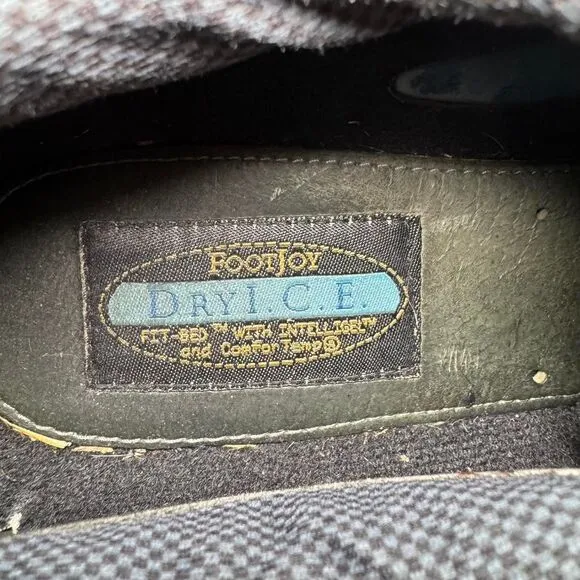 FOOTJOY
DRYI.C.E.
FIT-BED™ WITH INTELLIGEL™
and ComforTemp®